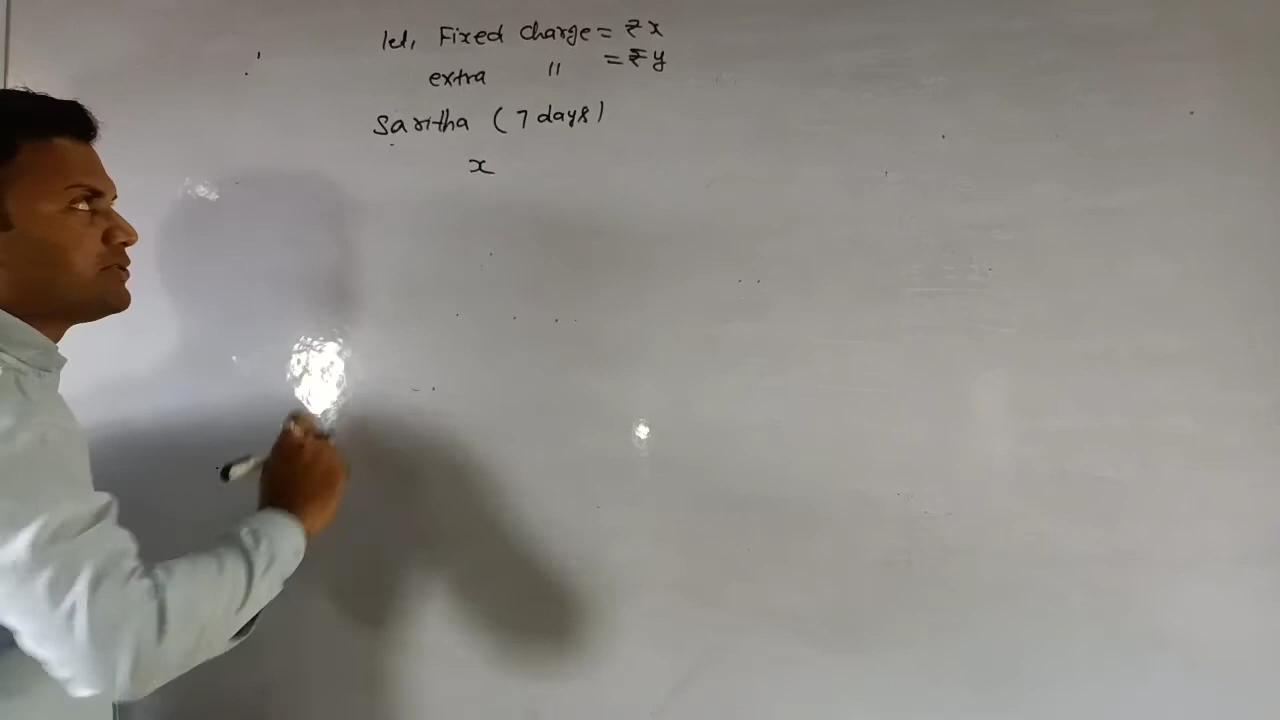 let, Fixed charge = ₹ x
extra " = ₹ y
Saritha (7 days)
x